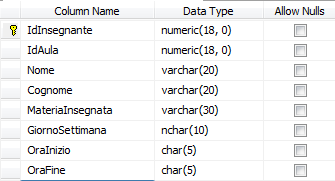 Column Name Data Type Allow Nulls
IdInsegnante numeric(18, 0)
IdAula numeric(18, 0)
Nome varchar(20)
Cognome varchar(20)
MateriaInsegnata varchar(30)
GiornoSettimana nchar(10)
OraInizio char(5)
OraFine char(5)